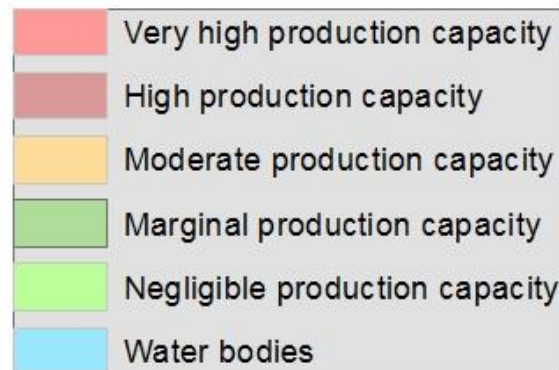 Very high production capacity
High production capacity
Moderate production capacity
Marginal production capacity
Negligible production capacity
Water bodies